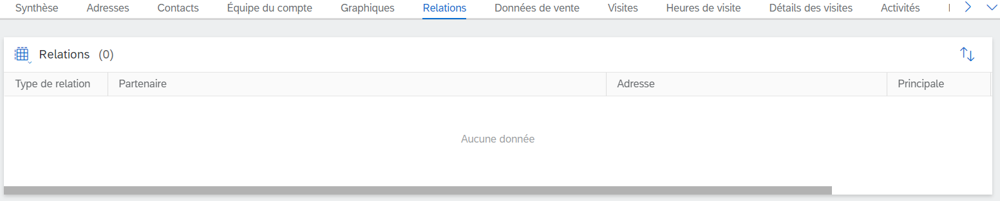 Synthèse Adresses Contacts Équipe du compte Graphiques Relations Données de vente Visites Heures de visite Détails des visites Activités
Relations (0)
Type de relation Partenaire Adresse Principale
Aucune donnée